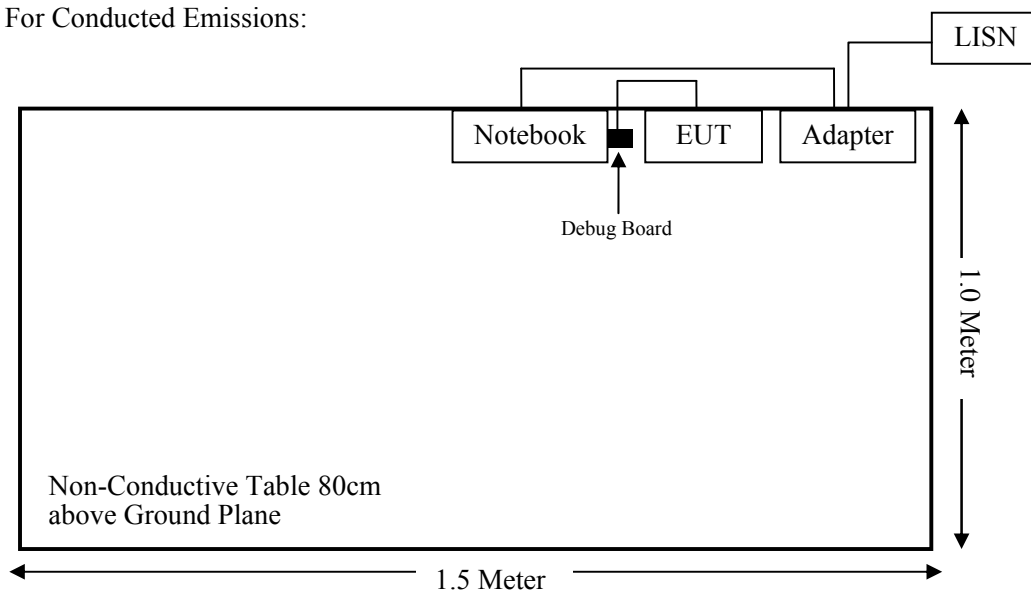 For Conducted Emissions:
LISN
Notebook
EUT
Adapter
Debug Board
1.0 Meter
Non-Conductive Table 80cm
above Ground Plane
1.5 Meter